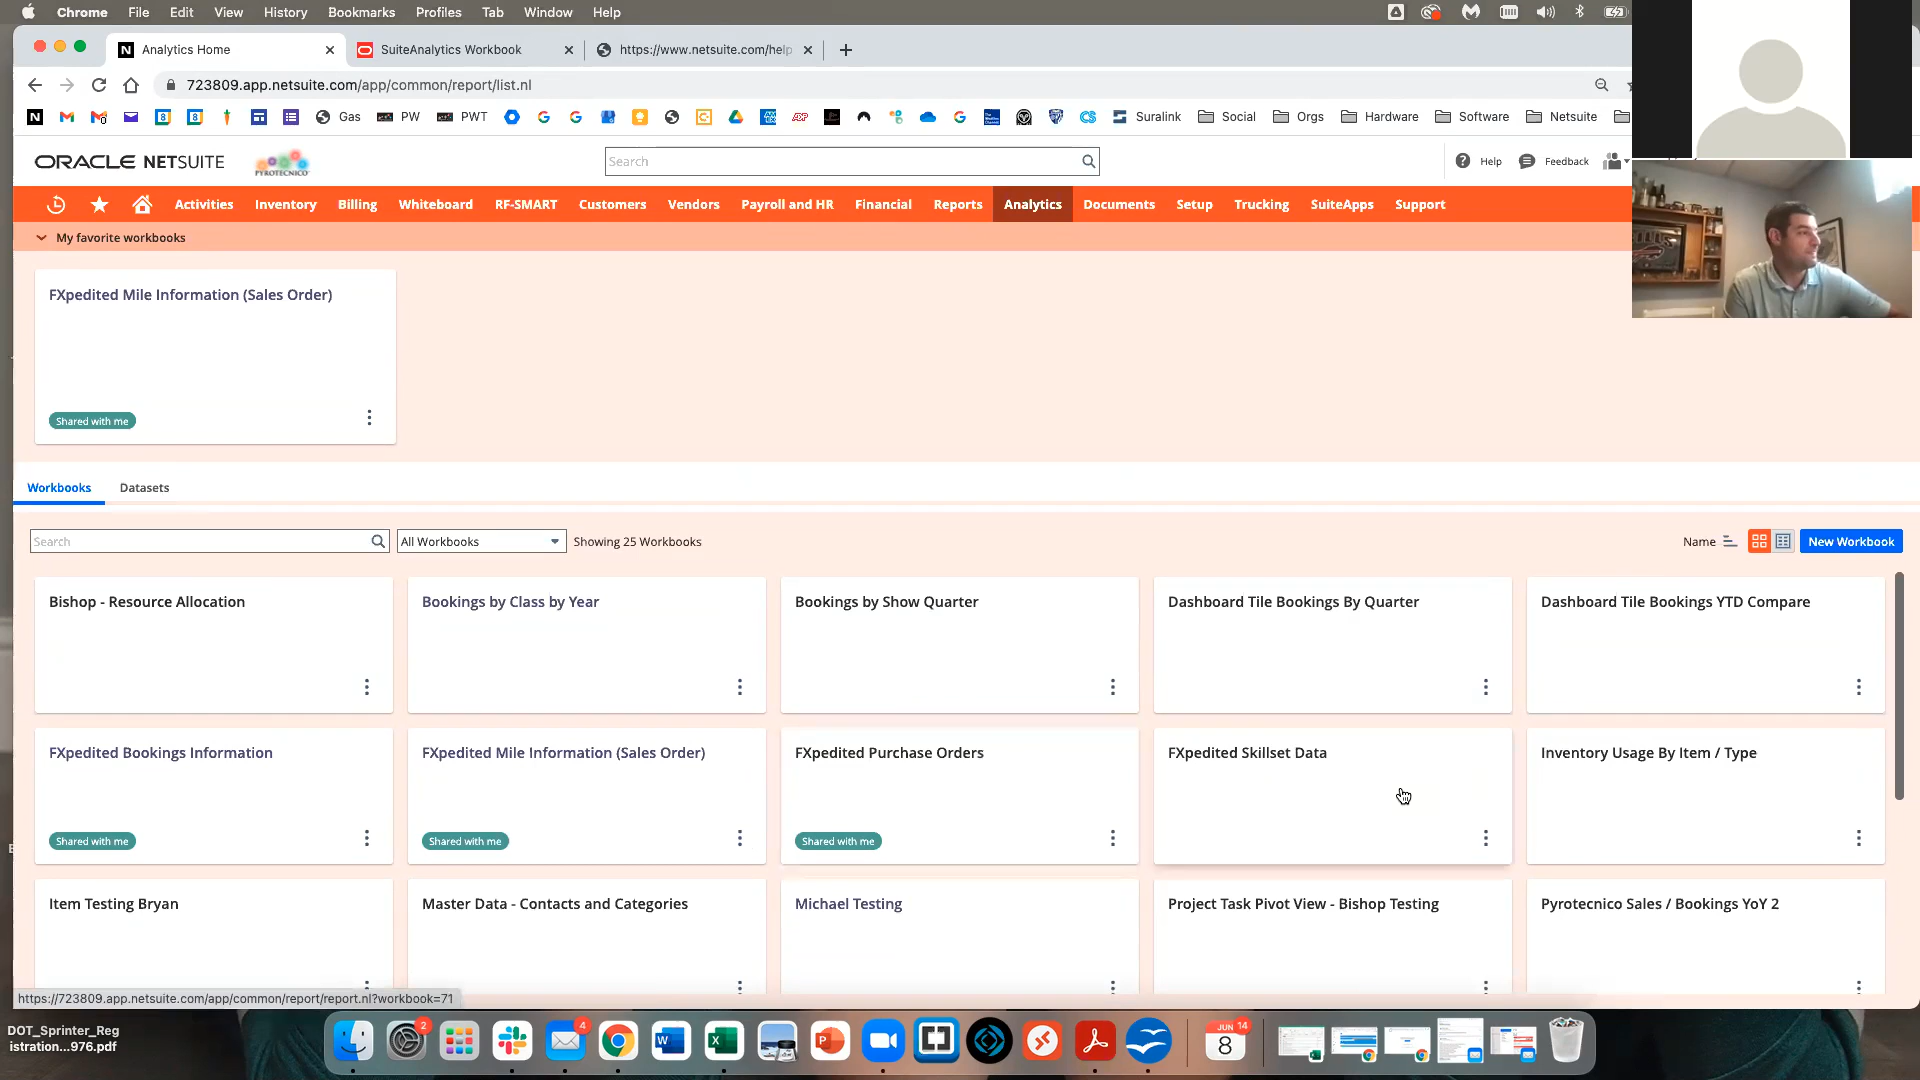 Chrome File Edit View History Bookmarks Profiles Tab Window Help
Analytics Home
SuiteAnalytics Workbook
https://www.netsuite.com/help
723809.app.netsuite.com/app/common/report/list.nl
Gas PW PWT Suralink Social Orgs Hardware Software Netsuite
ORACLE NETSUITE
PYROTECNICO
Search
Help Feedback
Activities Inventory Billing Whiteboard RF-SMART Customers Vendors Payroll and HR Financial Reports Analytics Documents Setup Trucking SuiteApps Support
My favorite workbooks
FXpedited Mile Information (Sales Order)
Shared with me
Workbooks Datasets
Search
All Workbooks
Showing 25 Workbooks
Name
New Workbook
Bishop - Resource Allocation
Bookings by Class by Year
Bookings by Show Quarter
Dashboard Tile Bookings By Quarter
Dashboard Tile Bookings YTD Compare
FXpedited Bookings Information
Shared with me
FXpedited Mile Information (Sales Order)
Shared with me
FXpedited Purchase Orders
Shared with me
FXpedited Skillset Data
Inventory Usage By Item / Type
Item Testing Bryan
Master Data - Contacts and Categories
Michael Testing
Project Task Pivot View - Bishop Testing
Pyrotecnico Sales / Bookings YoY 2
https://723809.app.netsuite.com/app/common/report/report.nl?workbook=71
DOT_Sprinter_Reg
istration...976.pdf
2
4
JUN 14
8